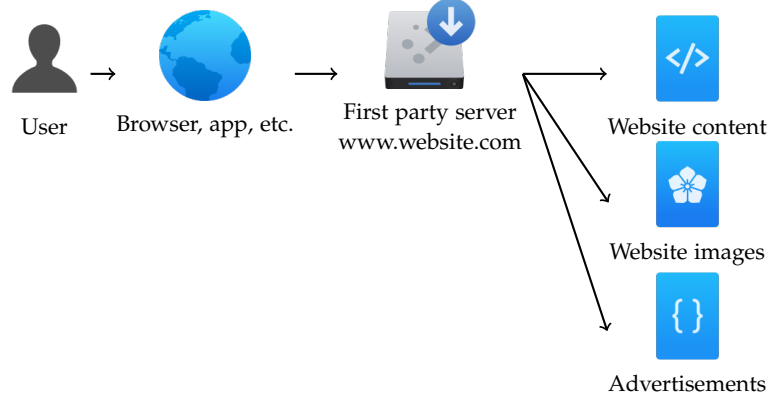 User
Browser, app, etc.
First party server
www.website.com
</>
Website content
Website images
{ }
Advertisements